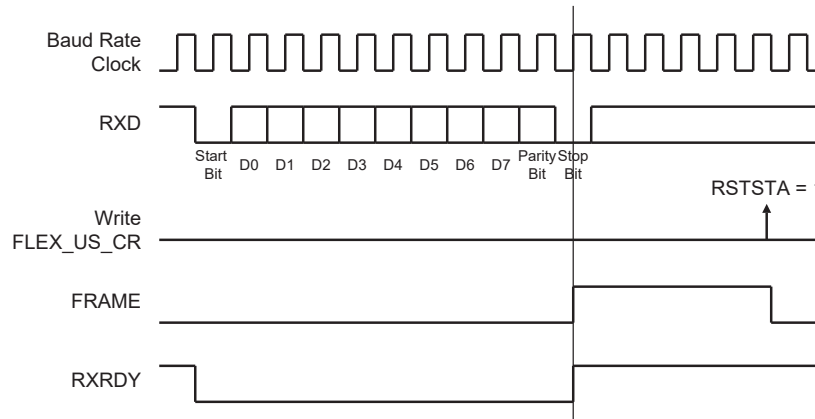 Baud Rate
Clock
RXD
Start
Bit
D0 D1 D2 D3 D4 D5 D6 D7
Parity
Bit
Stop
Bit
RSTSTA =
Write
FLEX_US_CR
FRAME
RXRDY